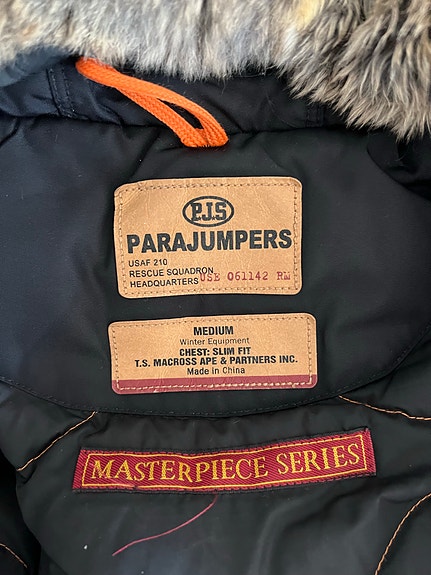 P.J.S
PARAJUMPERS
USAF 210
RESCUE SQUADRON
HEADQUARTERS USE 061142 RM
MEDIUM
Winter Equipment
CHEST: SLIM FIT
T.S. MACROSS APE & PARTNERS INC.
Made in China
MASTERPIECE SERIES